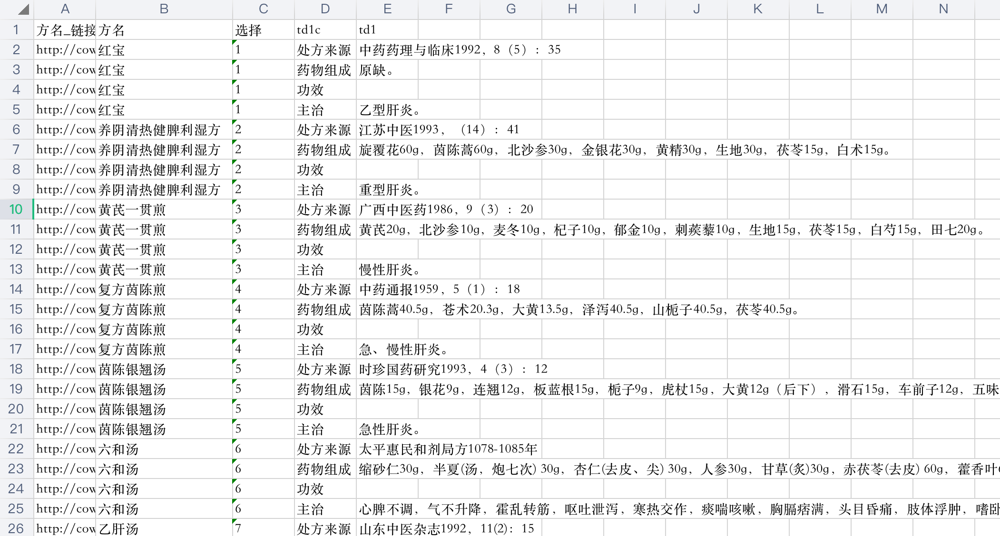 A B C D E F G H I J K L M N
1 方名_链接 方名 选择 td1c td1
2 http://cow 红宝 1 处方来源 中药药理与临床1992，8（5）：35
3 http://cow 红宝 1 药物组成 原缺。
4 http://cow 红宝 1 功效
5 http://cow 红宝 1 主治 乙型肝炎。
6 http://cow 养阴清热健脾利湿方 2 处方来源 江苏中医1993，（14）：41
7 http://cow 养阴清热健脾利湿方 2 药物组成 旋覆花60g，茵陈蒿60g，北沙参30g，金银花30g，黄精30g，生地30g，茯苓15g，白术15g。
8 http://cow 养阴清热健脾利湿方 2 功效
9 http://cow 养阴清热健脾利湿方 2 主治 重型肝炎。
10 http://cow 黄芪一贯煎 3 处方来源 广西中医药1986，9（3）：20
11 http://cow 黄芪一贯煎 3 药物组成 黄芪20g，北沙参10g，麦冬10g，杞子10g，郁金10g，刺蒺藜10g，生地15g，茯苓15g，白芍15g，田七20g。
12 http://cow 黄芪一贯煎 3 功效
13 http://cow 黄芪一贯煎 3 主治 慢性肝炎。
14 http://cow 复方茵陈煎 4 处方来源 中药通报1959，5（1）：18
15 http://cow 复方茵陈煎 4 药物组成 茵陈蒿40.5g，苍术20.3g，大黄13.5g，泽泻40.5g，山栀子40.5g，茯苓40.5g。
16 http://cow 复方茵陈煎 4 功效
17 http://cow 复方茵陈煎 4 主治 急、慢性肝炎。
18 http://cow 茵陈银翘汤 5 处方来源 时珍国药研究1993，4（3）：12
19 http://cow 茵陈银翘汤 5 药物组成 茵陈15g，银花9g，连翘12g，板蓝根15g，栀子9g，虎杖15g，大黄12g（后下），滑石15g，车前子12g，五味
20 http://cow 茵陈银翘汤 5 功效
21 http://cow 茵陈银翘汤 5 主治 急性肝炎。
22 http://cow 六和汤 6 处方来源 太平惠民和剂局方1078-1085年
23 http://cow 六和汤 6 药物组成 缩砂仁30g，半夏(汤，炮七次) 30g，杏仁(去皮、尖) 30g，人参30g，甘草(炙)30g，赤茯苓(去皮) 60g，藿香叶
24 http://cow 六和汤 6 功效
25 http://cow 六和汤 6 主治 心脾不调，气不升降，霍乱转筋，呕吐泄泻，寒热交作，痰喘咳嗽，胸膈痞满，头目昏痛，肢体浮肿，嗜卧
26 http://cow 乙肝汤 7 处方来源 山东中医杂志1992，11(2)：15